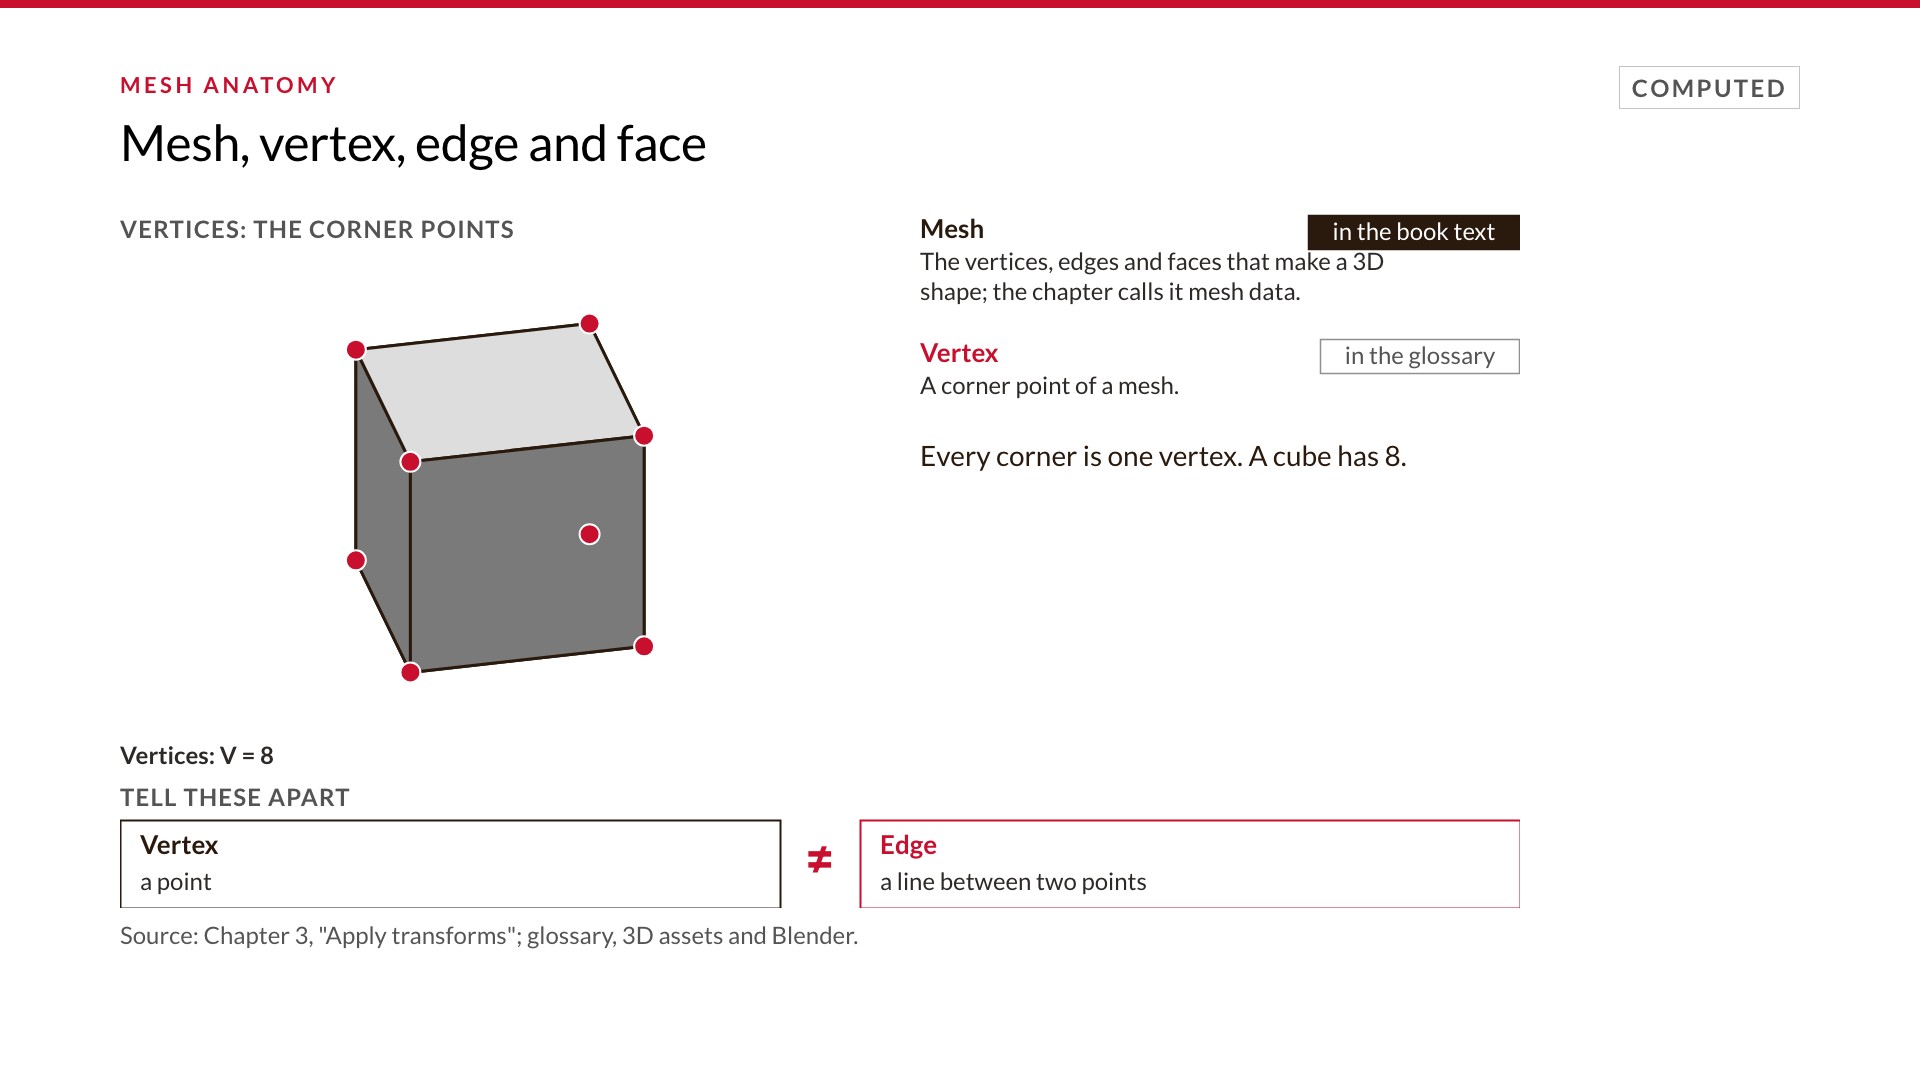 MESH ANATOMY
COMPUTED
Mesh, vertex, edge and face
VERTICES: THE CORNER POINTS
Mesh
in the book text
The vertices, edges and faces that make a 3D
shape; the chapter calls it mesh data.
Vertex
in the glossary
A corner point of a mesh.
Every corner is one vertex. A cube has 8.
Vertices: V = 8
TELL THESE APART
Vertex
a point
≠
Edge
a line between two points
Source: Chapter 3, "Apply transforms"; glossary, 3D assets and Blender.